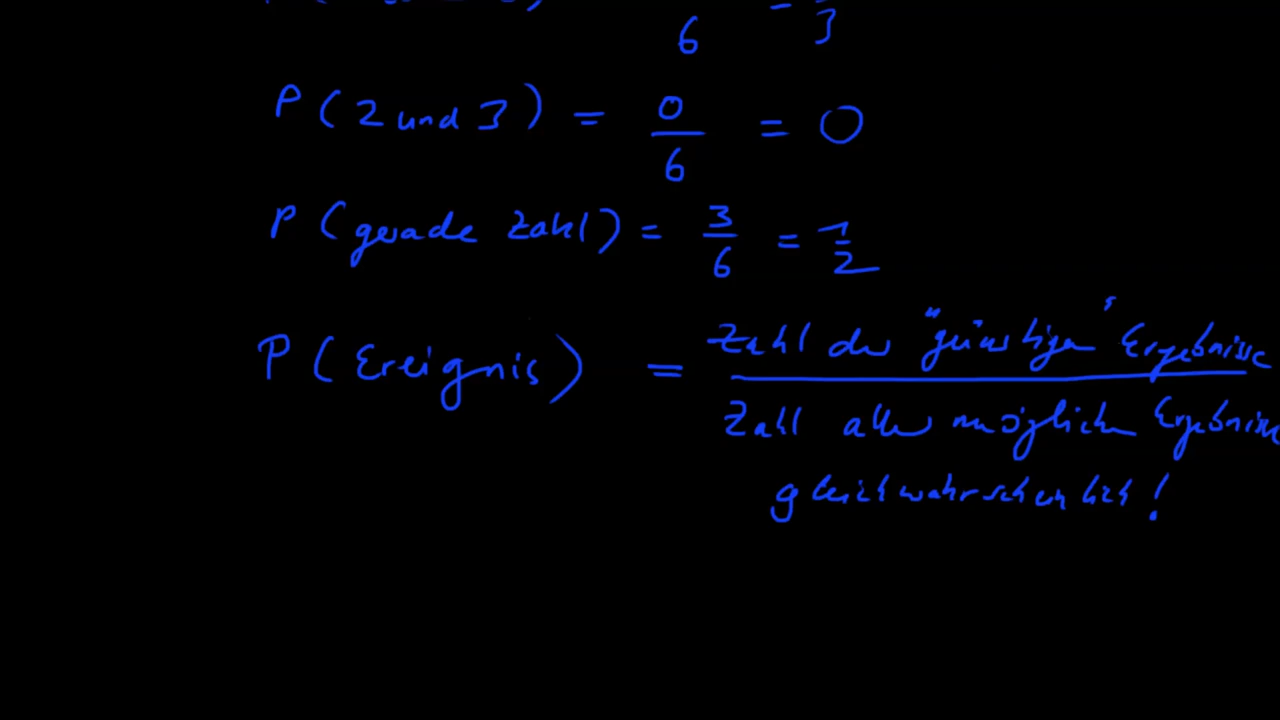 6 = 3
P(2 und 3) = 0/6 = 0
P(gerade Zahl) = 3/6 = 1/2
P(Ereignis) = Zahl der "günstigen" Ergebnisse
Zahl aller möglichen Ergebnisse
gleichwahrscheinlich!